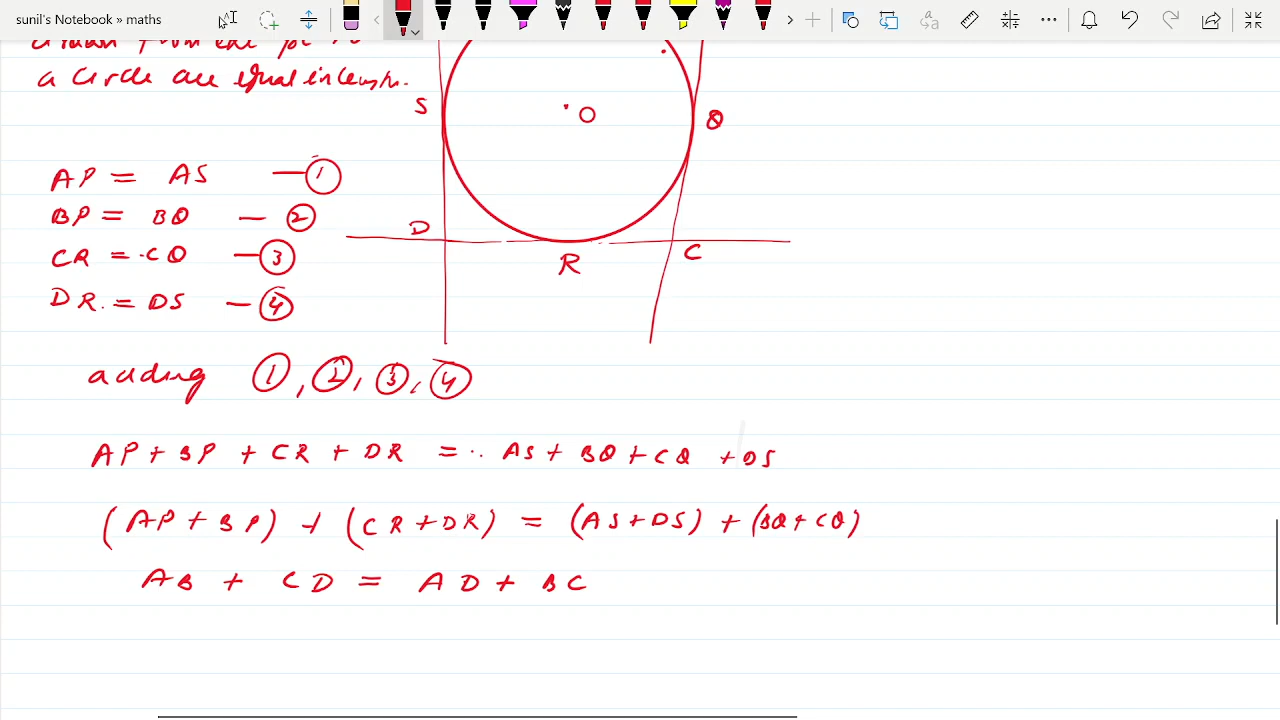 sunil's Notebook » maths
a circle are equal in length.
S
O
Q
AP = AS — ①
BP = BQ — ②
D
CR = CQ — ③
C
R
DR = DS — ④
adding ①, ②, ③, ④
AP + BP + CR + DR = AS + BQ + CQ + DS
(AP + BP) + (CR + DR) = (AS + DS) + (BQ + CQ)
AB + CD = AD + BC